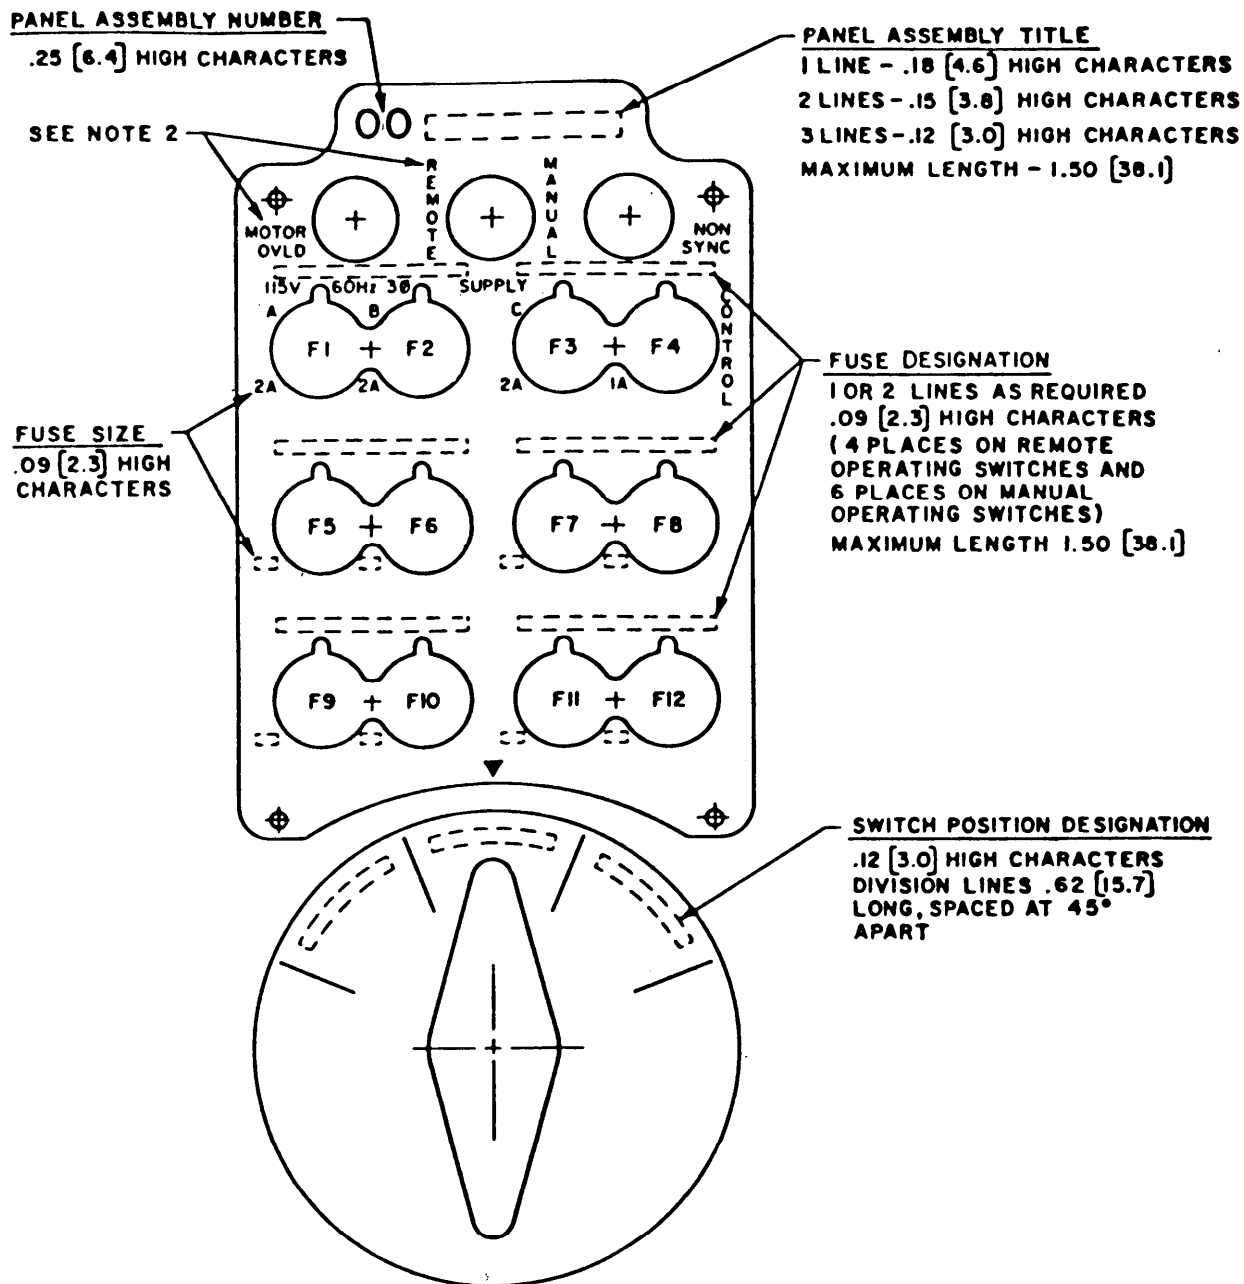 PANEL ASSEMBLY NUMBER
.25 [6.4] HIGH CHARACTERS
PANEL ASSEMBLY TITLE
1 LINE - .18 [4.6] HIGH CHARACTERS
2 LINES - .15 [3.8] HIGH CHARACTERS
3 LINES - .12 [3.0] HIGH CHARACTERS
MAXIMUM LENGTH - 1.50 [38.1]
SEE NOTE 2
00
REMOTE
MANUAL
MOTOR
OVLD
NON
SYNC
115V 60HZ 3Ø SUPPLY
A B C
CONTROL
F1 + F2
F3 + F4
2A 2A 2A 1A
FUSE SIZE
.09 [2.3] HIGH
CHARACTERS
FUSE DESIGNATION
1 OR 2 LINES AS REQUIRED
.09 [2.3] HIGH CHARACTERS
(4 PLACES ON REMOTE
OPERATING SWITCHES AND
6 PLACES ON MANUAL
OPERATING SWITCHES)
MAXIMUM LENGTH 1.50 [38.1]
F5 + F6
F7 + F8
F9 + F10
F11 + F12
SWITCH POSITION DESIGNATION
.12 [3.0] HIGH CHARACTERS
DIVISION LINES .62 [15.7]
LONG, SPACED AT 45°
APART